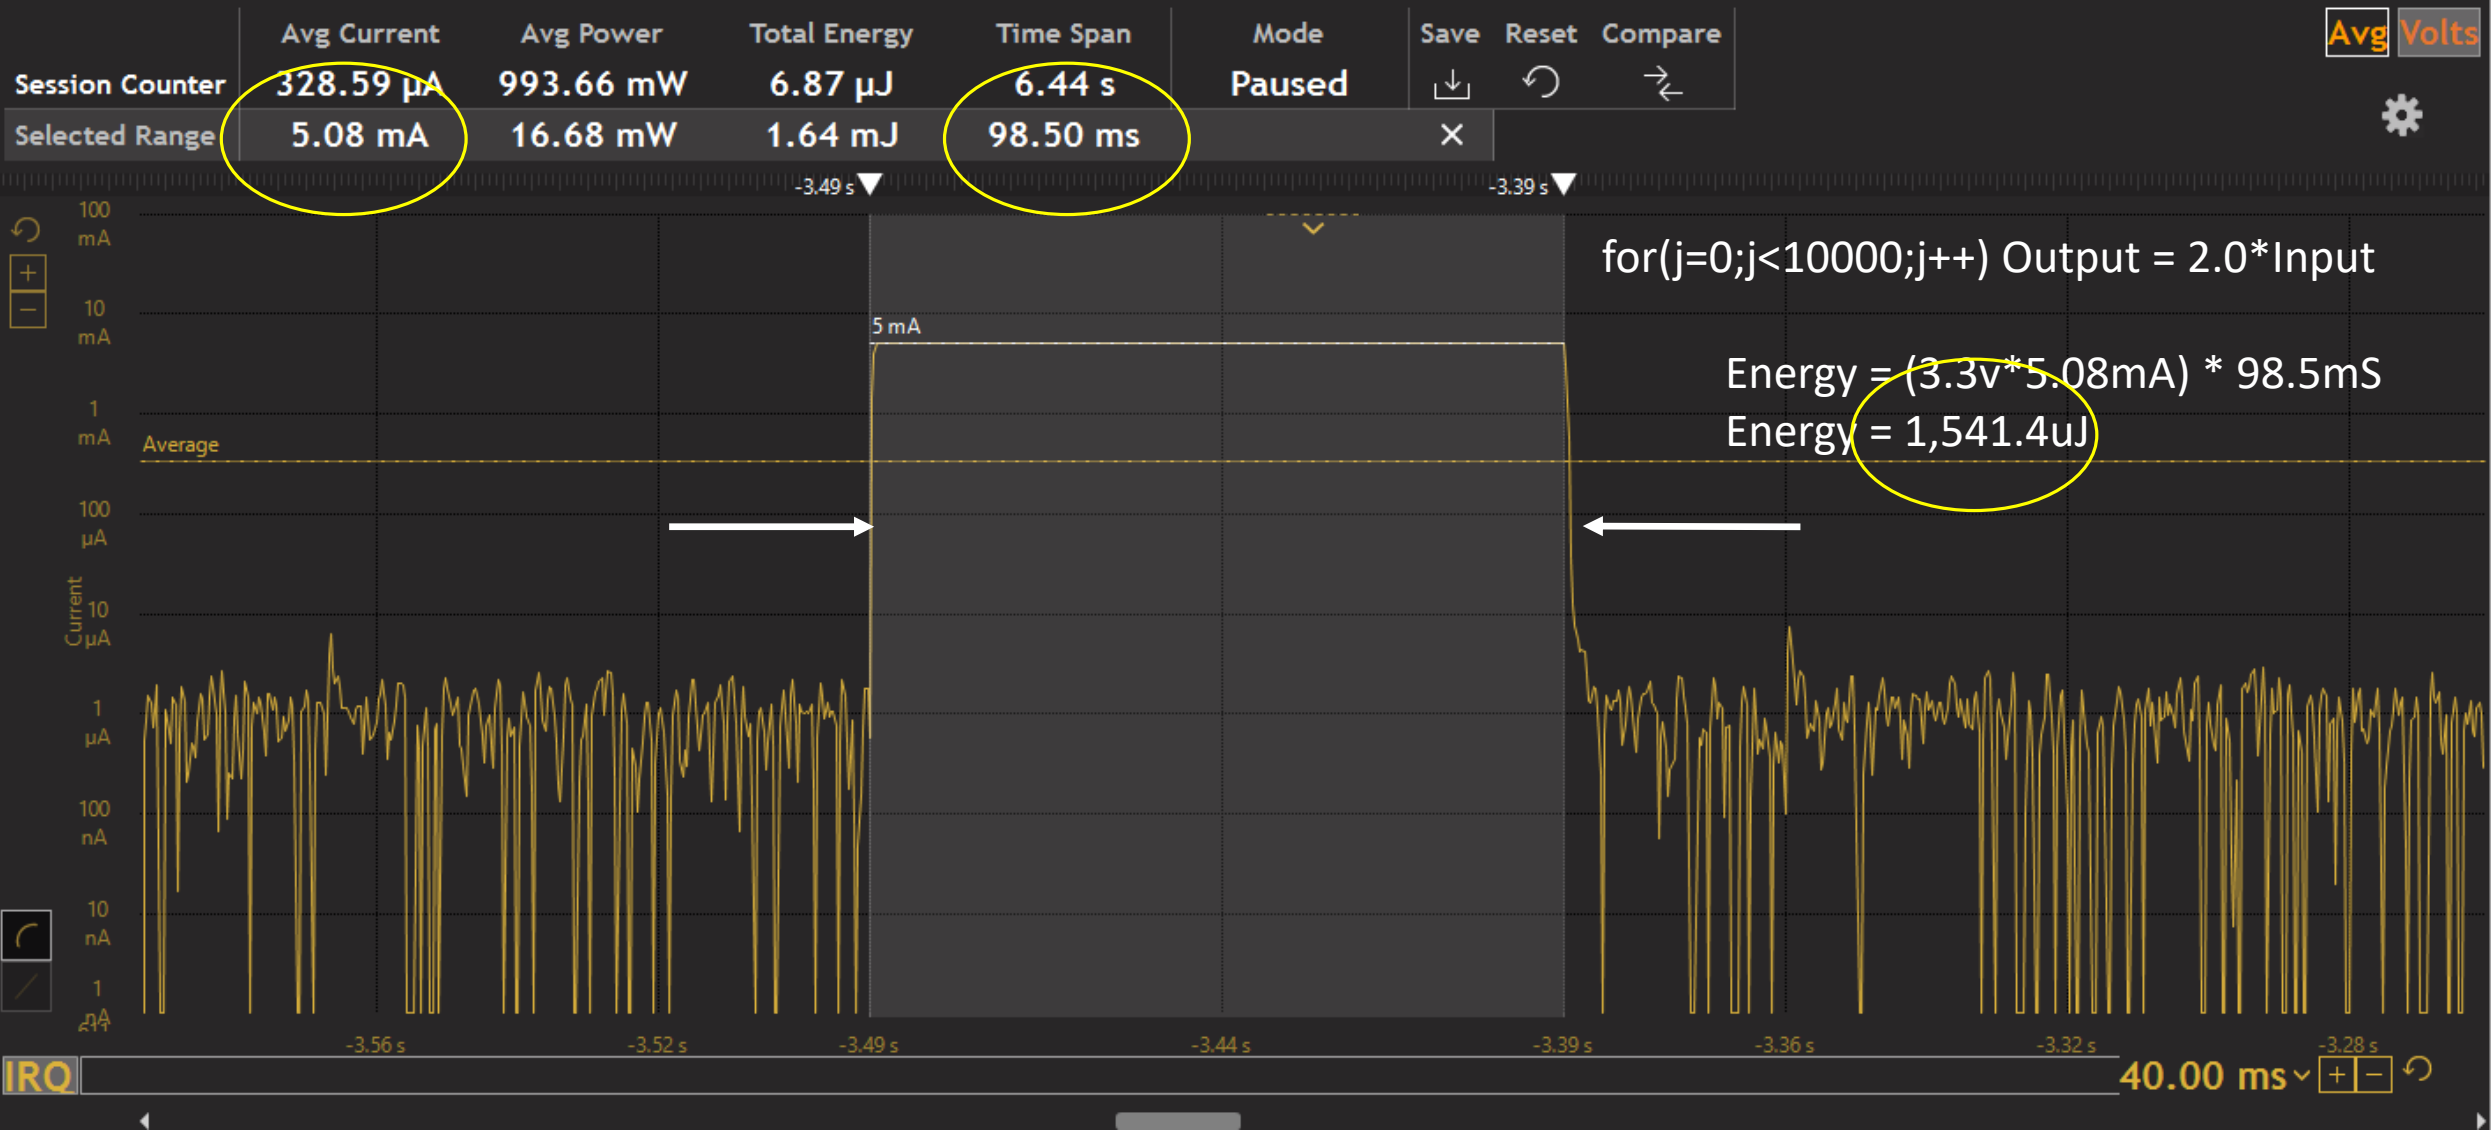 Avg Current Avg Power Total Energy Time Span Mode Save Reset Compare Avg Volts
Session Counter 328.59 µA 993.66 mW 6.87 µJ 6.44 s Paused
Selected Range 5.08 mA 16.68 mW 1.64 mJ 98.50 ms ×
-3.49 s -3.39 s
100
mA
for(j=0;j<10000;j++) Output = 2.0*Input
10
mA
5 mA
Energy = (3.3v*5.08mA) * 98.5mS
Energy = 1,541.4uJ
1
mA
Average
100
µA
Current
10
µA
1
µA
100
nA
10
nA
1
nA
-3.56 s -3.52 s -3.49 s -3.44 s -3.39 s -3.36 s -3.32 s -3.28 s
IRQ 40.00 ms